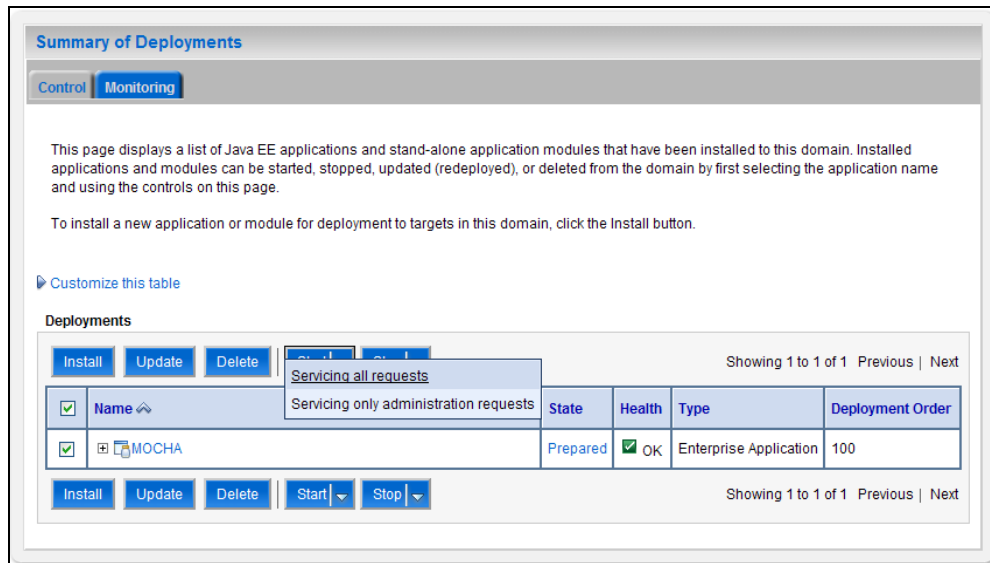 Summary of Deployments
Control Monitoring
This page displays a list of Java EE applications and stand-alone application modules that have been installed to this domain. Installed
applications and modules can be started, stopped, updated (redeployed), or deleted from the domain by first selecting the application name
and using the controls on this page.
To install a new application or module for deployment to targets in this domain, click the Install button.
Customize this table
Deployments
Install Update Delete Showing 1 to 1 of 1 Previous | Next
Servicing all requests
Servicing only administration requests
Name State Health Type Deployment Order
MOCHA Prepared OK Enterprise Application 100
Install Update Delete Start Stop Showing 1 to 1 of 1 Previous | Next